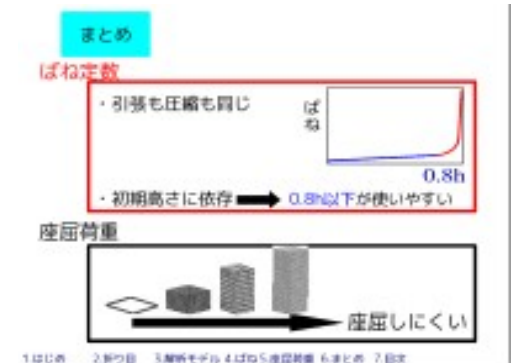 まとめ
ばね定数
・引張も圧縮も同じ
ばね
0.8h
・初期高さに依存 ➡ 0.8h以下が使いやすい
座屈荷重
座屈しにくい
1.はじめ 2.折り目 3.解析モデル 4.ばね 5.座屈荷重 6.まとめ 7.目次